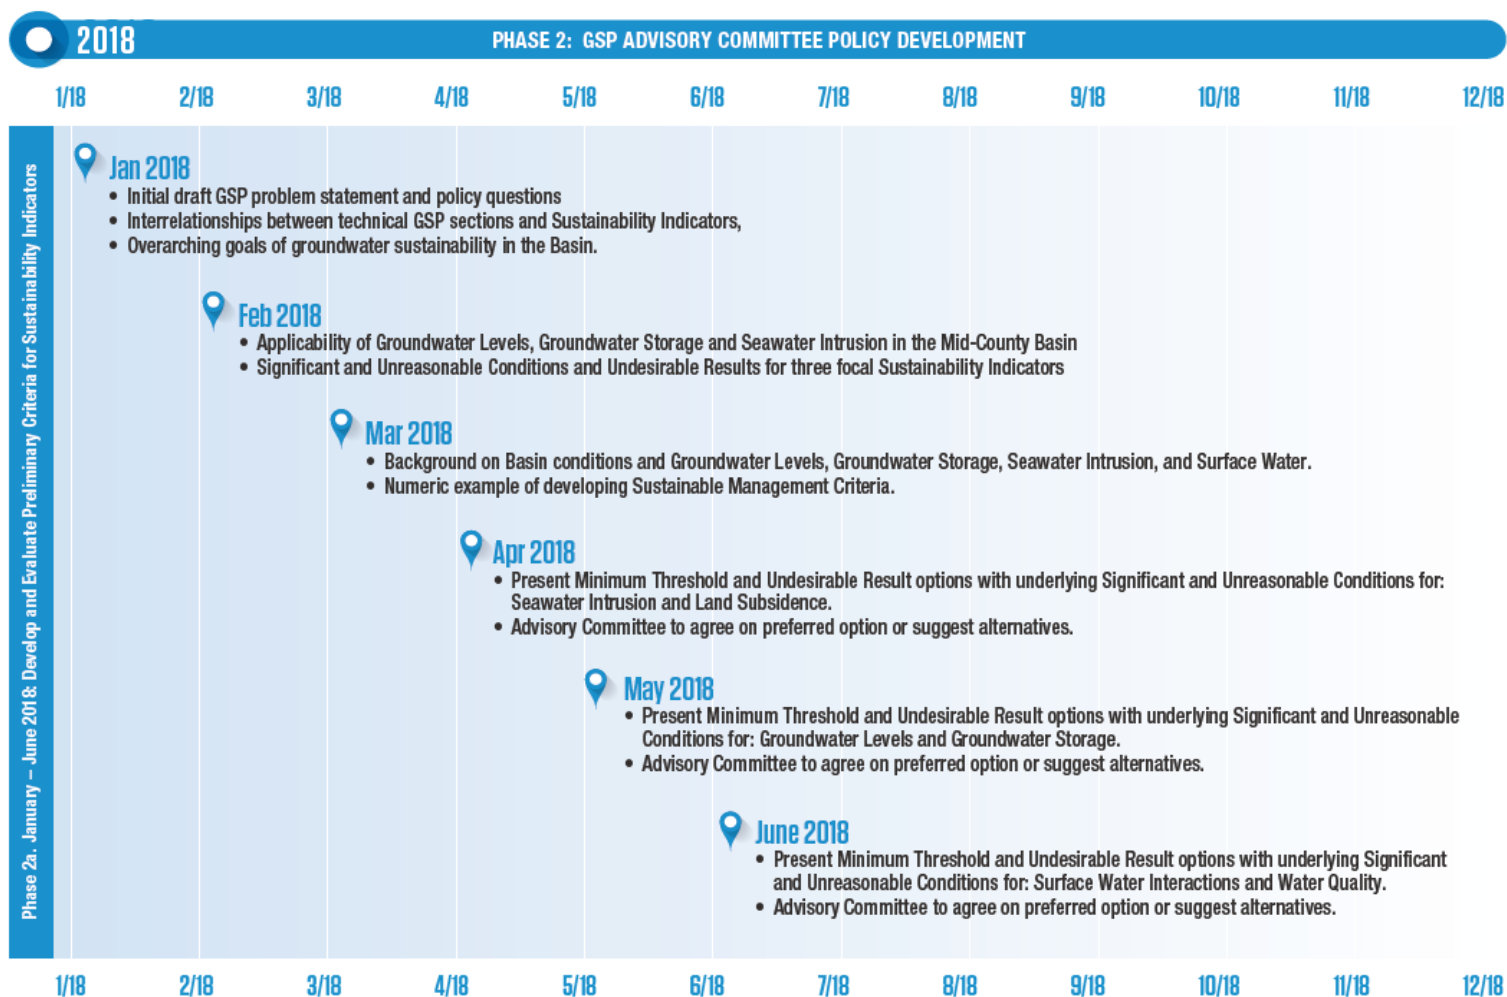 2018
PHASE 2: GSP ADVISORY COMMITTEE POLICY DEVELOPMENT
1/18 2/18 3/18 4/18 5/18 6/18 7/18 8/18 9/18 10/18 11/18 12/18
Phase 2a. January – June 2018: Develop and Evaluate Preliminary Criteria for Sustainability Indicators
Jan 2018
• Initial draft GSP problem statement and policy questions
• Interrelationships between technical GSP sections and Sustainability Indicators,
• Overarching goals of groundwater sustainability in the Basin.
Feb 2018
• Applicability of Groundwater Levels, Groundwater Storage and Seawater Intrusion in the Mid-County Basin
• Significant and Unreasonable Conditions and Undesirable Results for three focal Sustainability Indicators
Mar 2018
• Background on Basin conditions and Groundwater Levels, Groundwater Storage, Seawater Intrusion, and Surface Water.
• Numeric example of developing Sustainable Management Criteria.
Apr 2018
• Present Minimum Threshold and Undesirable Result options with underlying Significant and Unreasonable Conditions for:
Seawater Intrusion and Land Subsidence.
• Advisory Committee to agree on preferred option or suggest alternatives.
May 2018
• Present Minimum Threshold and Undesirable Result options with underlying Significant and Unreasonable
Conditions for: Groundwater Levels and Groundwater Storage.
• Advisory Committee to agree on preferred option or suggest alternatives.
June 2018
• Present Minimum Threshold and Undesirable Result options with underlying Significant
and Unreasonable Conditions for: Surface Water Interactions and Water Quality.
• Advisory Committee to agree on preferred option or suggest alternatives.
1/18 2/18 3/18 4/18 5/18 6/18 7/18 8/18 9/18 10/18 11/18 12/18